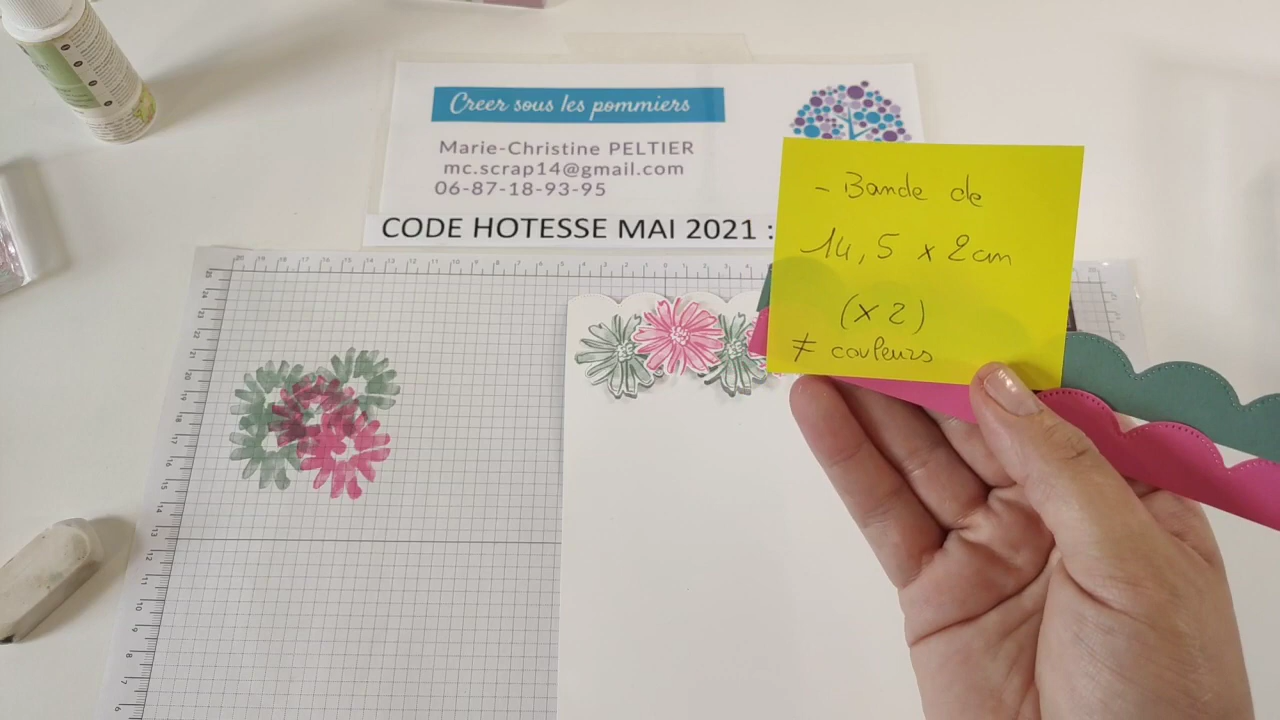 Creer sous les pommiers
Marie-Christine PELTIER
mc.scrap14@gmail.com
06-87-18-93-95
CODE HOTESSE MAI 2021 :
- Bande de
14,5 x 2cm
(x2)
≠ couleurs